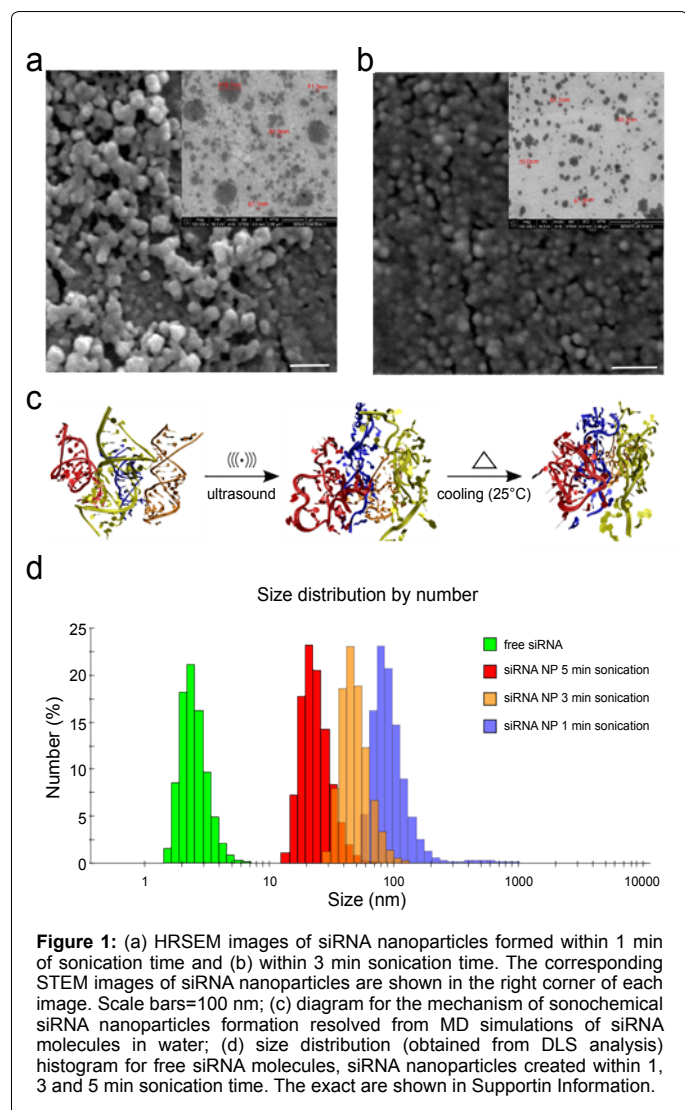 a
b
c
ultrasound
cooling (25°C)
d
Size distribution by number
25
20
15
10
5
0
Number (%)
free siRNA
siRNA NP 5 min sonication
siRNA NP 3 min sonication
siRNA NP 1 min sonication
1
10
100
1000
10000
Size (nm)
Figure 1: (a) HRSEM images of siRNA nanoparticles formed within 1 min
of sonication time and (b) within 3 min sonication time. The corresponding
STEM images of siRNA nanoparticles are shown in the right corner of each
image. Scale bars=100 nm; (c) diagram for the mechanism of sonochemical
siRNA nanoparticles formation resolved from MD simulations of siRNA
molecules in water; (d) size distribution (obtained from DLS analysis)
histogram for free siRNA molecules, siRNA nanoparticles created within 1,
3 and 5 min sonication time. The exact are shown in Supportin Information.